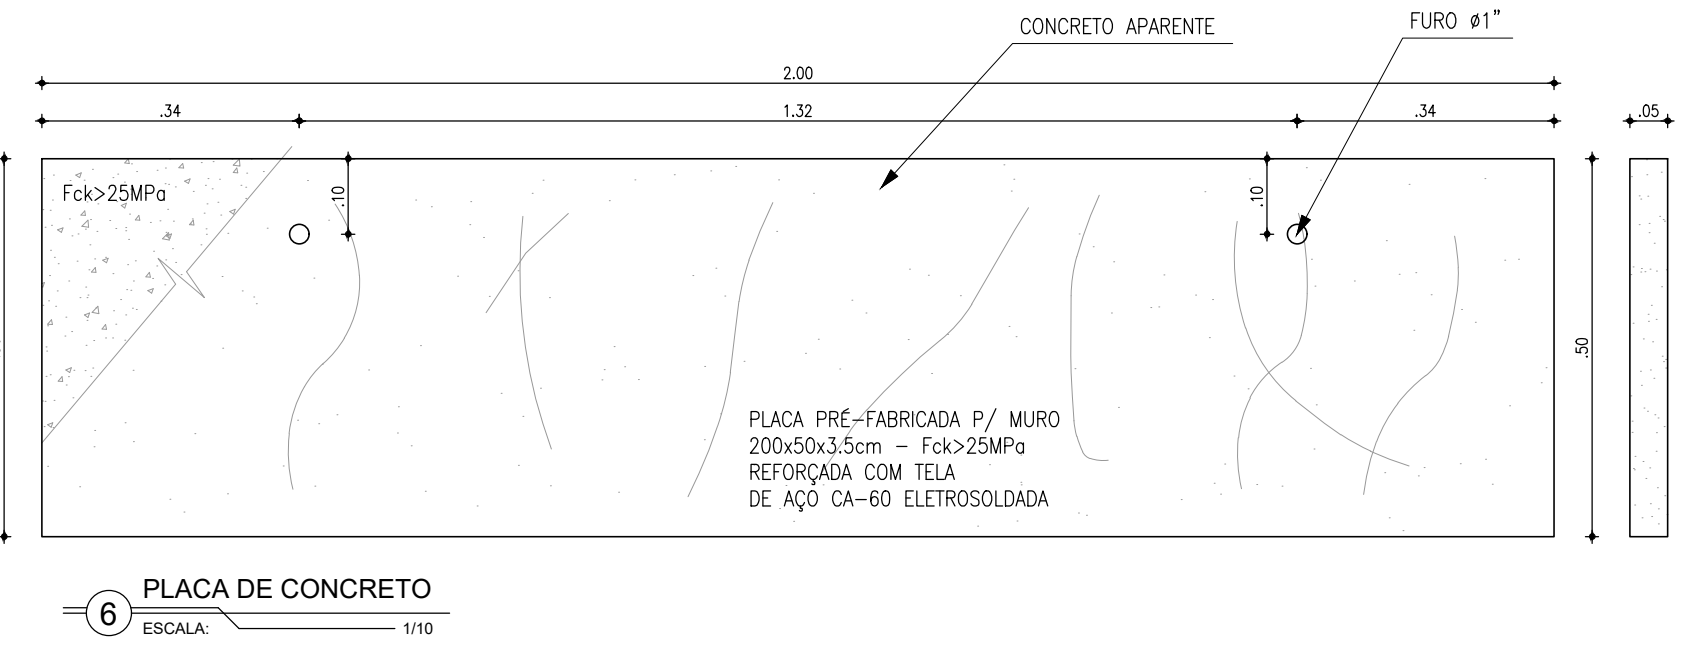 CONCRETO APARENTE
FURO ø1”
2.00
.34
1.32
.34
.05
Fck>25MPa
.10
.10
.50
PLACA PRÉ-FABRICADA P/ MURO
200x50x3.5cm - Fck>25MPa
REFORÇADA COM TELA
DE AÇO CA-60 ELETROSOLDADA
PLACA DE CONCRETO
6
ESCALA: 1/10